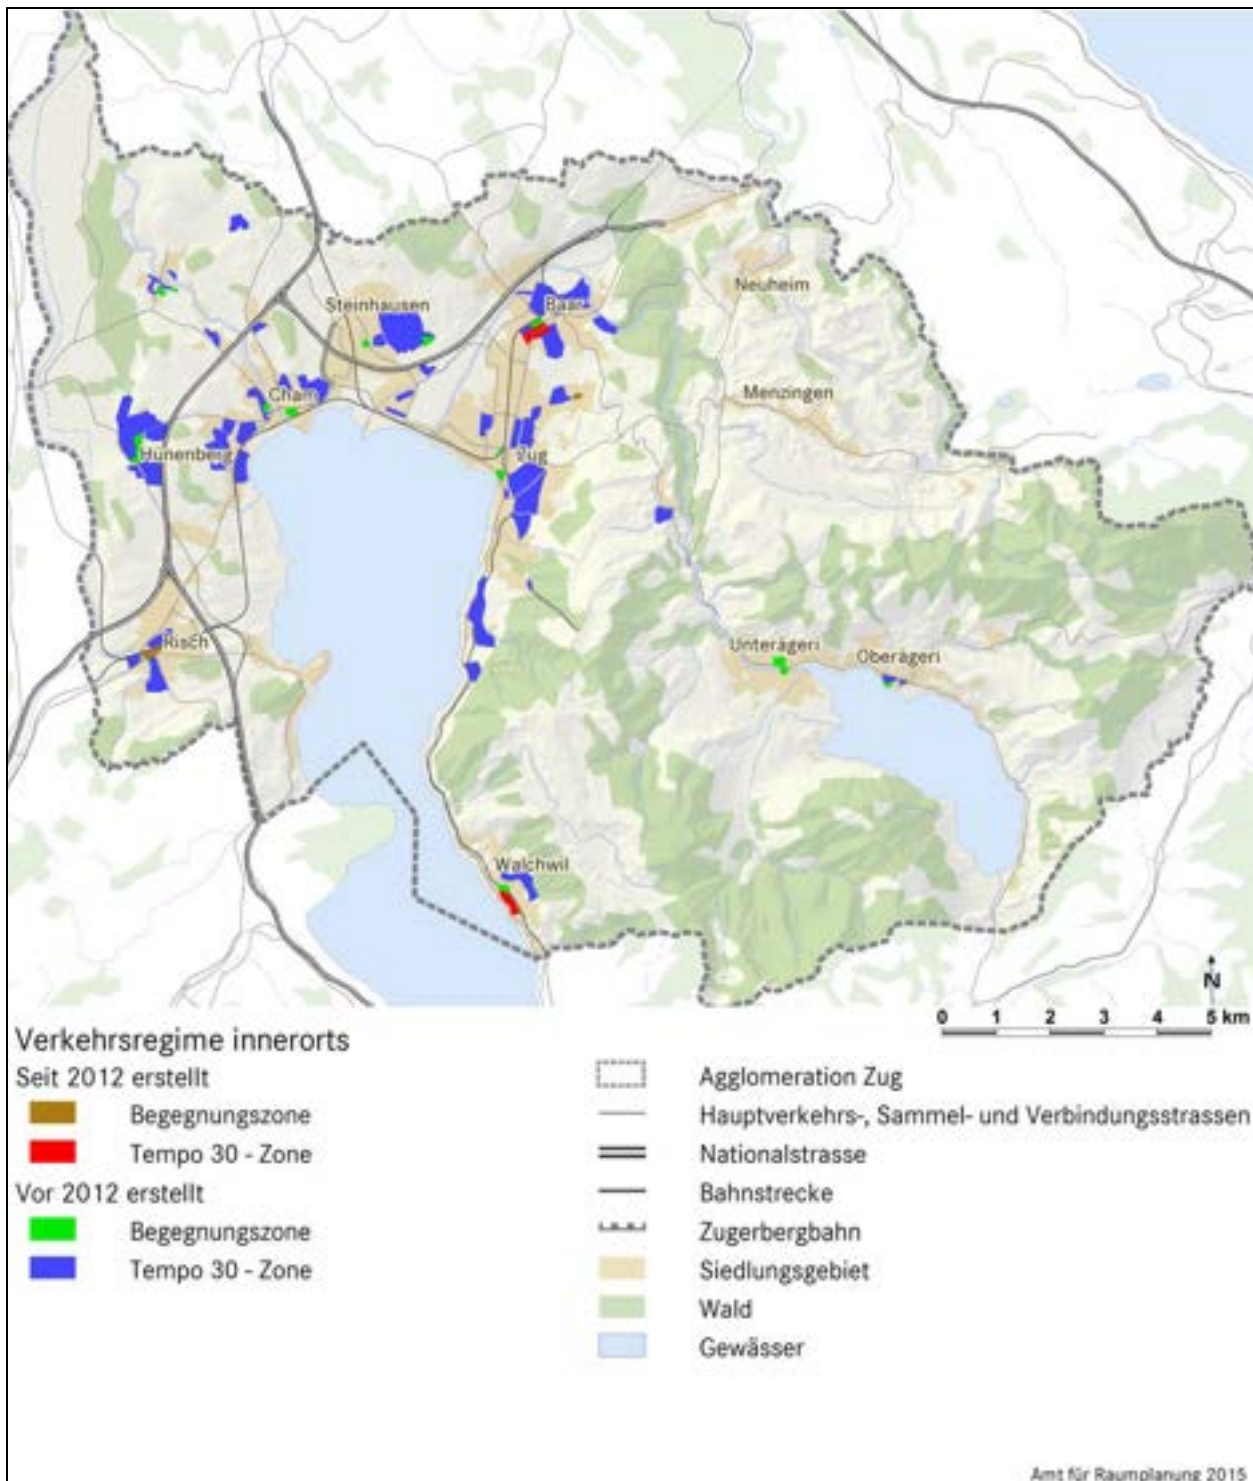 Neuheim
Steinhausen
Baar
Menzingen
Cham
Hünenberg
Zug
Risch
Unterägeri
Oberägeri
Walchwil
N
0 1 2 3 4 5 km
Verkehrsregime innerorts
Seit 2012 erstellt
Begegnungszone
Tempo 30 - Zone
Vor 2012 erstellt
Begegnungszone
Tempo 30 - Zone
Agglomeration Zug
Hauptverkehrs-, Sammel- und Verbindungsstrassen
Nationalstrasse
Bahnstrecke
Zugerbergbahn
Siedlungsgebiet
Wald
Gewässer
Amt für Raumplanung 2015